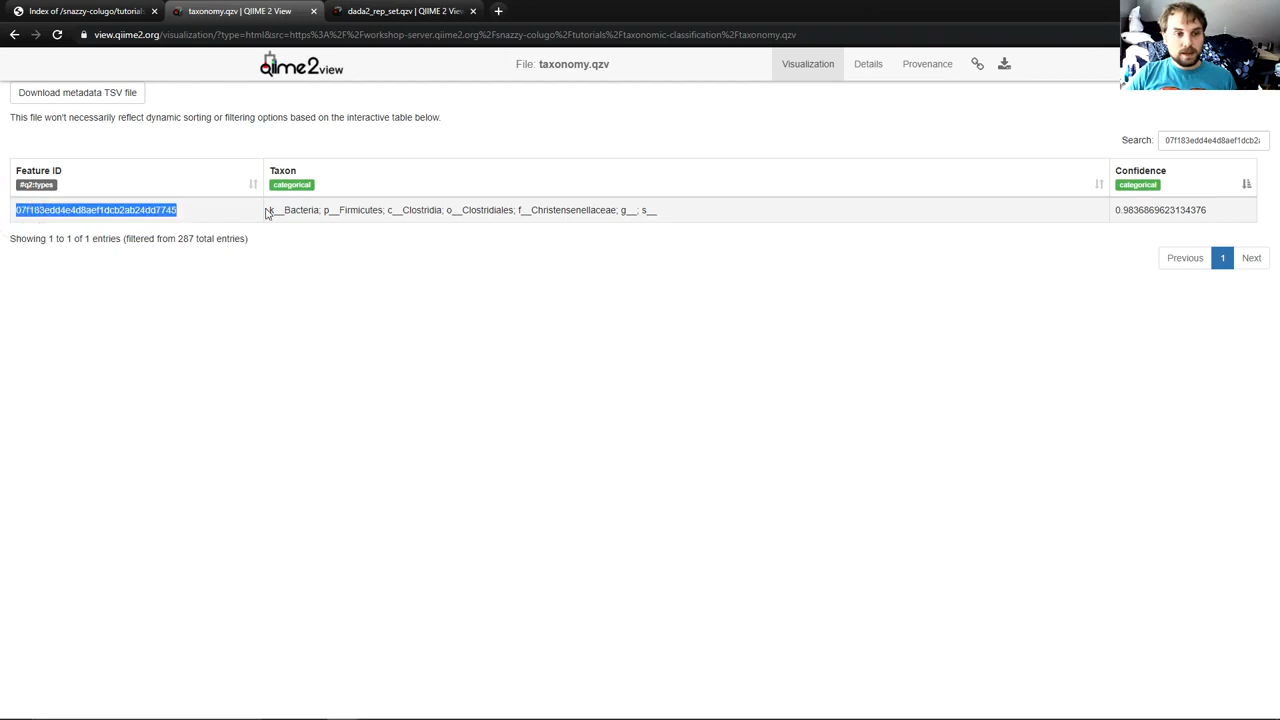 Index of /snazzy-colugo/tutorials
taxonomy.qzv | QIIME 2 View
dada2_rep_set.qzv | QIIME 2 View
view.qiime2.org/visualization/?type=html&src=https%3A%2F%2Fworkshop-server.qiime2.org%2Fsnazzy-colugo%2Ftutorials%2Ftaxonomic-classification%2Ftaxonomy.qzv
qiime2view
File: taxonomy.qzv
Visualization
Details
Provenance
Download metadata TSV file
This file won't necessarily reflect dynamic sorting or filtering options based on the interactive table below.
Search: 07f183edd4e4d8aef1dcb2a
Feature ID
#q2:types
Taxon
categorical
Confidence
categorical
07f183edd4e4d8aef1dcb2ab24dd7745
k__Bacteria; p__Firmicutes; c__Clostridia; o__Clostridiales; f__Christensenellaceae; g__; s__
0.9836869623134376
Showing 1 to 1 of 1 entries (filtered from 287 total entries)
Previous 1 Next